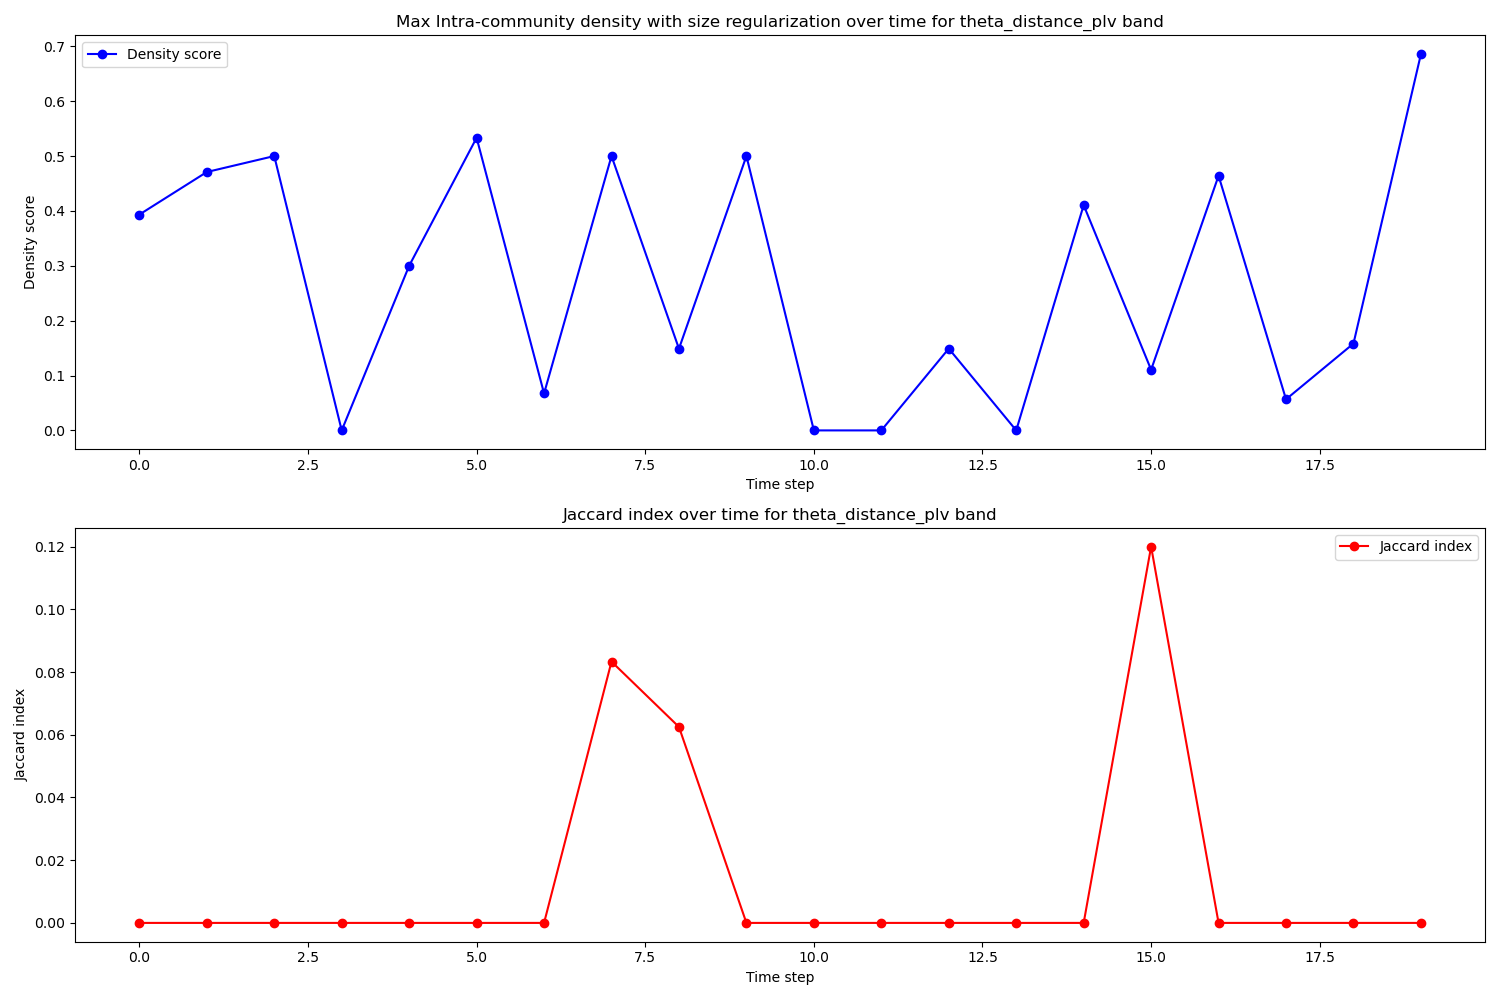 Max Intra-community density with size regularization over time for theta_distance_plv band
Density score
0.7
0.6
0.5
0.4
0.3
0.2
0.1
0.0
Density score
0.0 2.5 5.0 7.5 10.0 12.5 15.0 17.5
Time step
Jaccard index over time for theta_distance_plv band
Jaccard index
0.12
0.10
0.08
0.06
0.04
0.02
0.00
Jaccard index
0.0 2.5 5.0 7.5 10.0 12.5 15.0 17.5
Time step